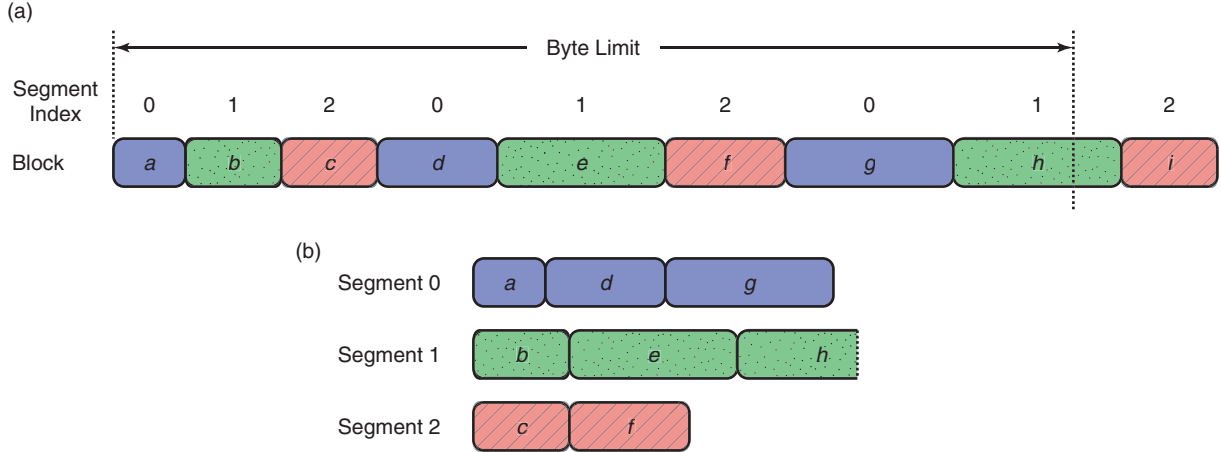 (a)
Byte Limit
Segment
Index
0 1 2 0 1 2 0 1 2
Block a b c d e f g h i
(b)
Segment 0 a d g
Segment 1 b e h
Segment 2 c f